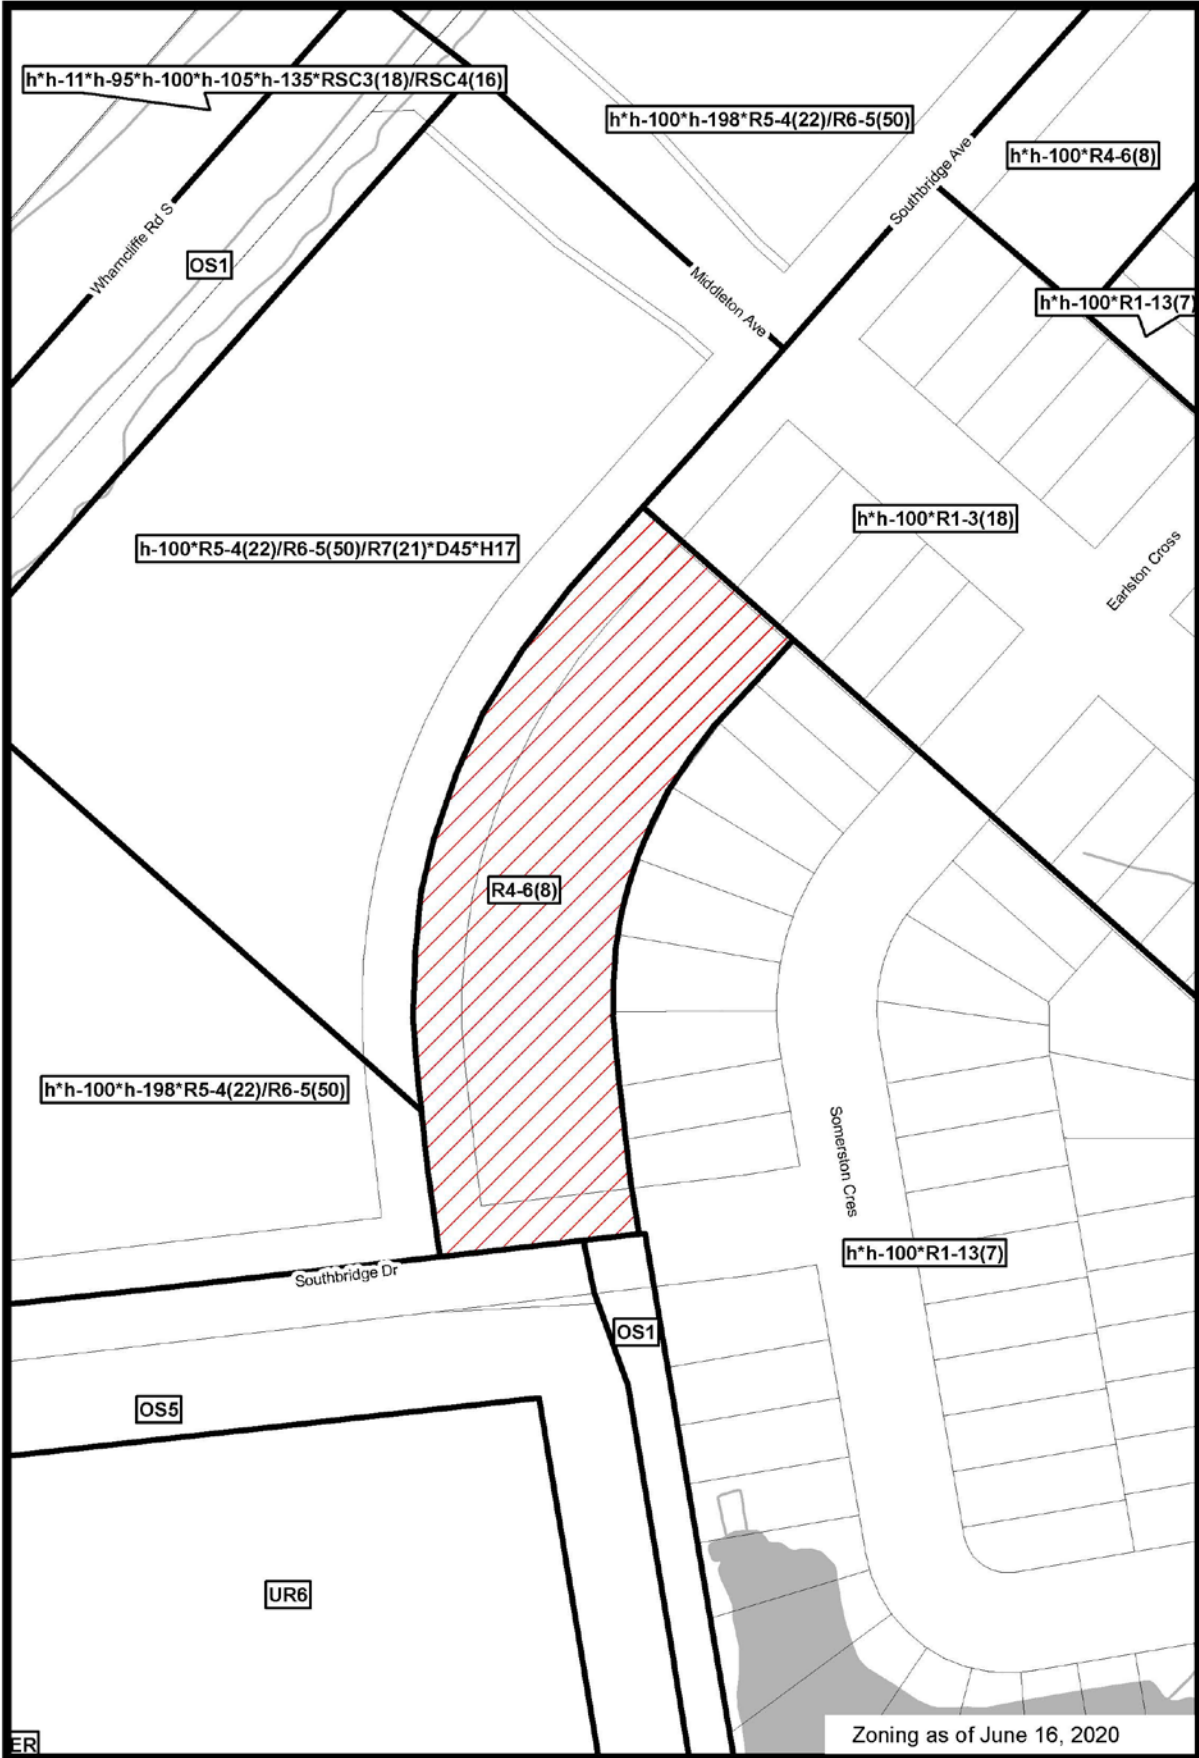 h*h-11*h-95*h-100*h-105*h-135*RSC3(18)/RSC4(16)
h*h-100*h-198*R5-4(22)/R6-5(50)
h*h-100*R4-6(8)
Southbridge Ave
Wharncliffe Rd S
OS1
Middleton Ave
h*h-100*R1-13(7)
h*h-100*R1-3(18)
h-100*R5-4(22)/R6-5(50)/R7(21)*D45*H17
Earlston Cross
R4-6(8)
h*h-100*h-198*R5-4(22)/R6-5(50)
Somerston Cres
h*h-100*R1-13(7)
Southbridge Dr
OS1
OS5
UR6
ER
Zoning as of June 16, 2020